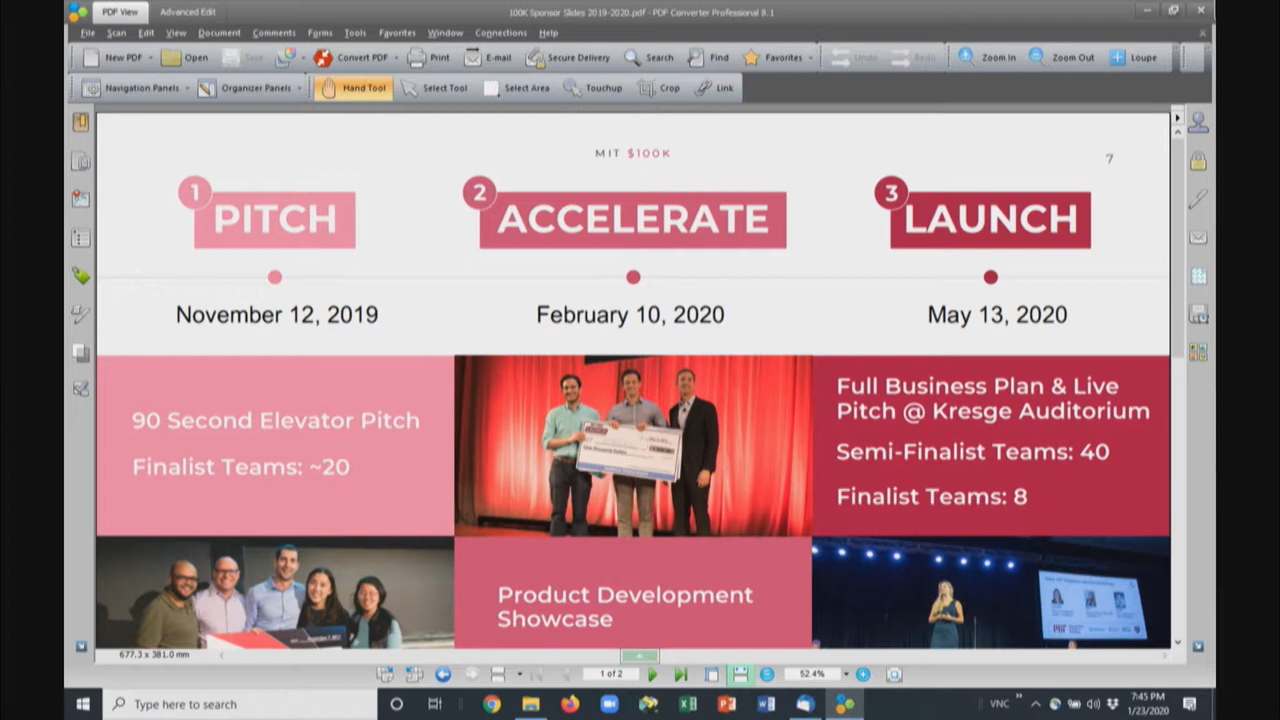 PDF View
Advanced Edit
100K Sponsor Slides 2019-2020.pdf - PDF Converter Professional 8.1
File Scan Edit View Document Comments Forms Tools Favorites Window Connections Help
New PDF Open Save Convert PDF Print E-mail Secure Delivery Search Find Favorites Undo Redo Zoom In Zoom Out Loupe
Navigation Panels Organizer Panels Hand Tool Select Tool Select Area Touchup Crop Link
MIT $100K
7
1 PITCH
2 ACCELERATE
3 LAUNCH
November 12, 2019
February 10, 2020
May 13, 2020
90 Second Elevator Pitch
Finalist Teams: ~20
Full Business Plan & Live
Pitch @ Kresge Auditorium
Semi-Finalist Teams: 40
Finalist Teams: 8
Product Development
Showcase
677.3 x 381.0 mm
1 of 2
52.4%
Type here to search
VNC
7:45 PM
1/23/2020